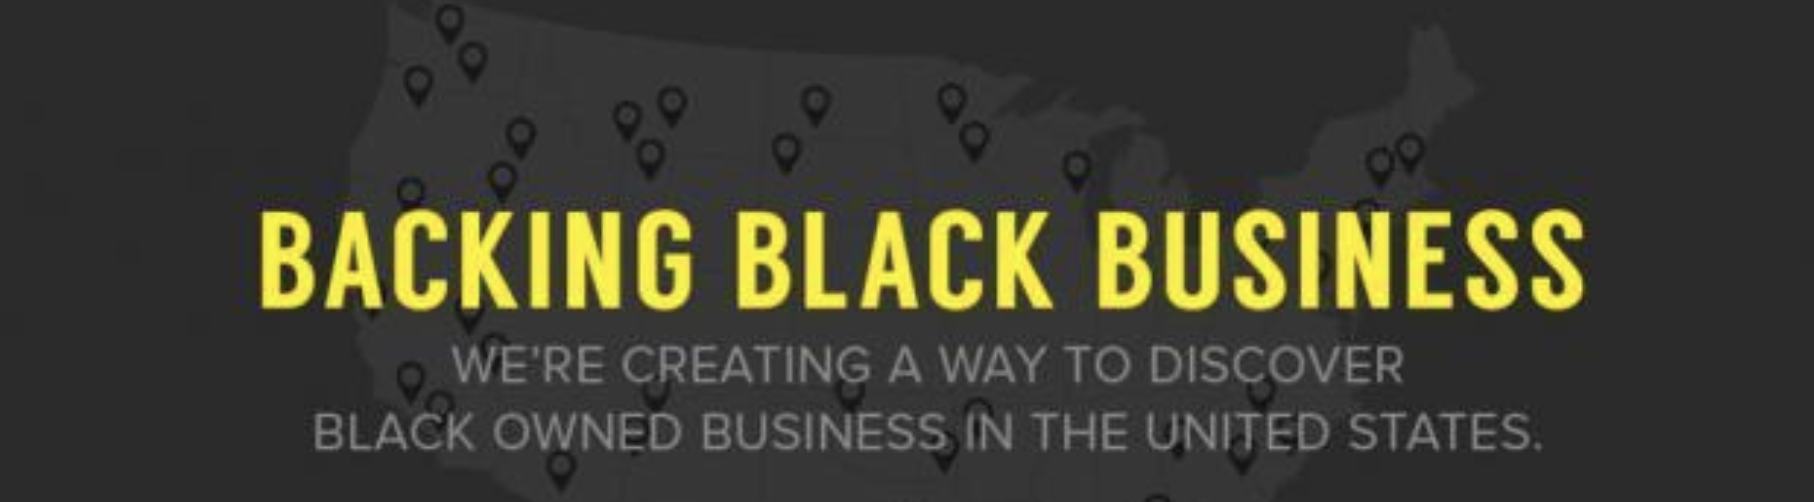 BACKING BLACK BUSINESS
WE'RE CREATING A WAY TO DISCOVER
BLACK OWNED BUSINESS IN THE UNITED STATES.